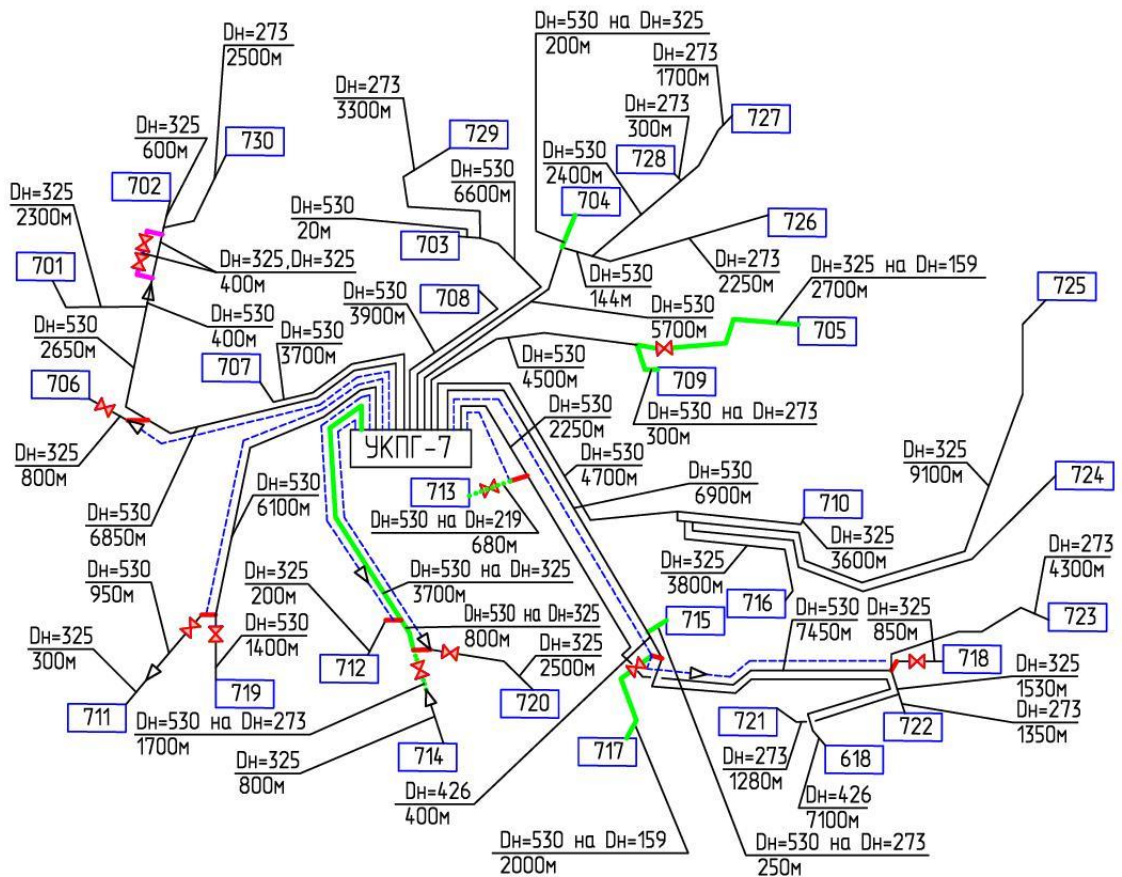 Dн=273
2500м
Dн=530 на Dн=325
200м
Dн=273
1700м
Dн=273
3300м
Dн=273
300м
727
Dн=325
600м
730
729
Dн=530
2400м
728
702
Dн=530
6600м
704
Dн=325
2300м
Dн=530
20м
703
726
701
Dн=325,Dн=325
400м
Dн=530
144м
Dн=273
2250м
Dн=325 на Dн=159
2700м
725
708
Dн=530
3900м
Dн=530
5700м
705
Dн=530
2650м
Dн=530
400м
Dн=530
3700м
707
Dн=530
4500м
709
706
Dн=530 на Dн=273
300м
Dн=530
2250м
УКПГ-7
Dн=325
800м
Dн=530
4700м
Dн=530
6900м
Dн=325
9100м
724
713
710
Dн=530
6100м
Dн=530
6850м
Dн=530 на Dн=219
680м
Dн=325
3600м
Dн=273
4300м
Dн=530
950м
Dн=325
200м
Dн=530 на Dн=325
3700м
Dн=325
3800м
716
Dн=530
7450м
Dн=325
850м
723
Dн=530
1400м
Dн=530 на Dн=325
800м
715
718
Dн=325
300м
712
Dн=325
2500м
Dн=325
1530м
719
720
711
Dн=530 на Dн=273
1700м
721
722
Dн=273
1350м
714
717
618
Dн=325
800м
Dн=273
1280м
Dн=426
400м
Dн=426
7100м
Dн=530 на Dн=159
2000м
Dн=530 на Dн=273
250м